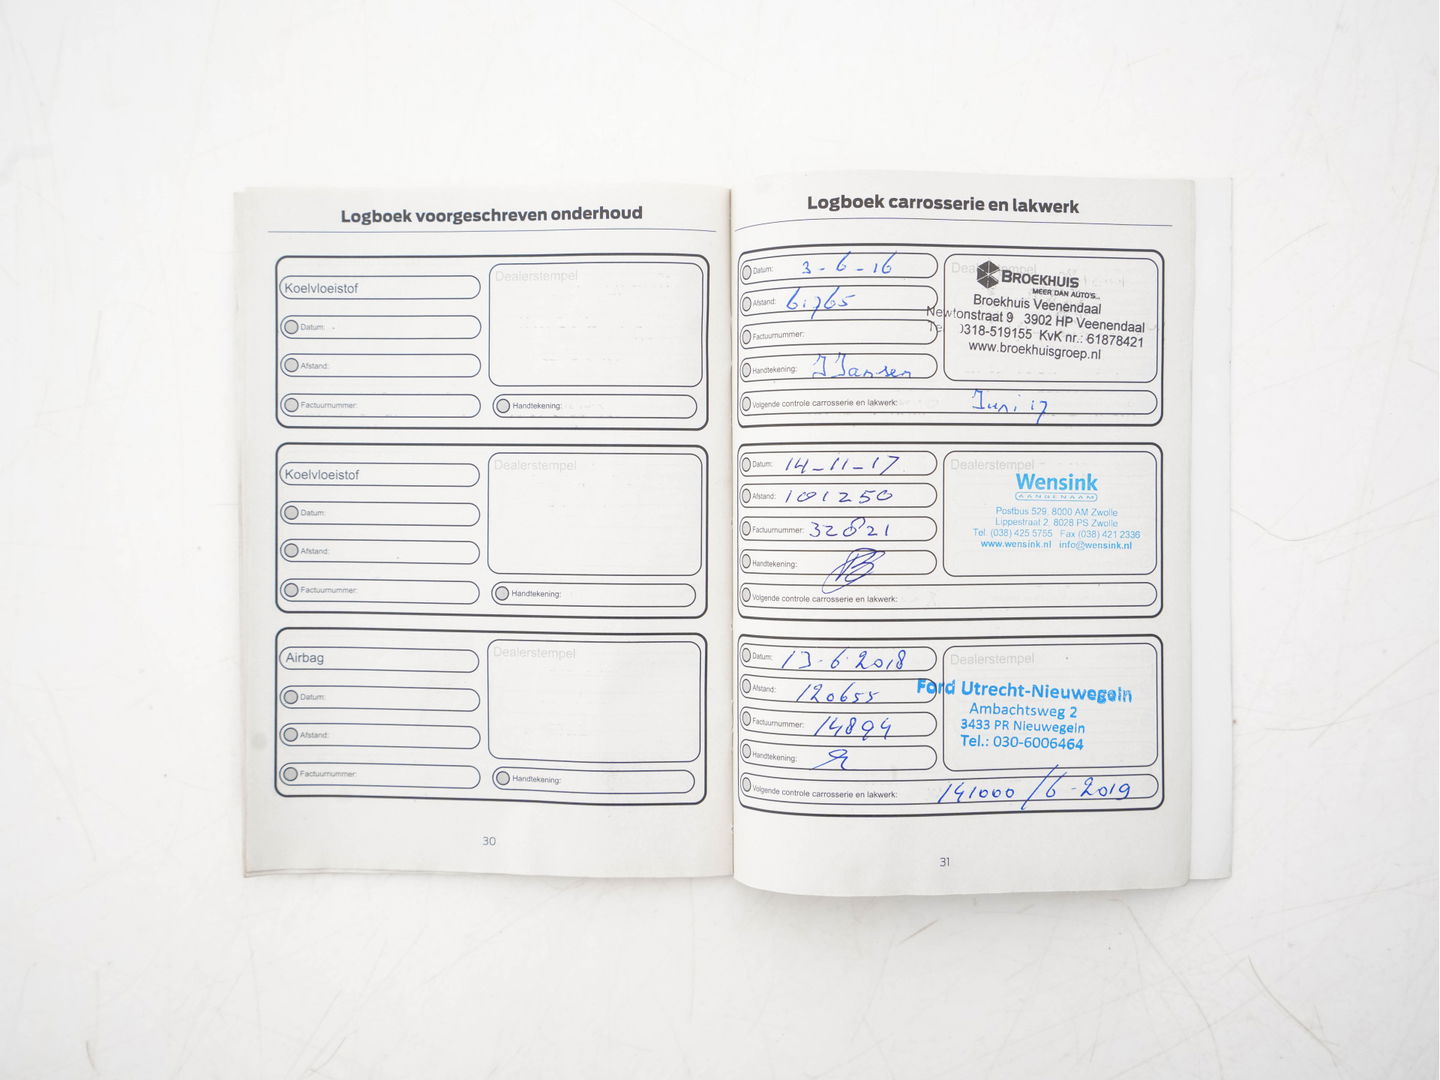 Logboek voorgeschreven onderhoud
Koelvloeistof
Dealerstempel
Datum:
Afstand:
Factuurnummer:
Handtekening:
Koelvloeistof
Dealerstempel
Datum:
Afstand:
Factuurnummer:
Handtekening:
Airbag
Dealerstempel
Datum:
Afstand:
Factuurnummer:
Handtekening:
30
Logboek carrosserie en lakwerk
Datum: 3-6-16
Afstand:
Factuurnummer:
Handtekening: J Jansen
BROEKHUIS
MEER DAN AUTO'S...
Broekhuis Veenendaal
Newtonstraat 9 3902 HP Veenendaal
0318-519155 KvK nr.: 61878421
www.broekhuisgroep.nl
Volgende controle carrosserie en lakwerk: Juni 17
Datum: 14-11-17
Afstand: 101250
Factuurnummer: 32821
Handtekening:
Dealerstempel
Wensink
AANGENAAM
Postbus 529, 8000 AM Zwolle
Lippestraat 2, 8028 PS Zwolle
Tel. (038) 425 5755 Fax (038) 421 2336
www.wensink.nl info@wensink.nl
Volgende controle carrosserie en lakwerk:
Datum: 13-6-2018
Afstand: 120655
Factuurnummer: 14894
Handtekening:
Dealerstempel
Ford Utrecht-Nieuwegein
Ambachtsweg 2
3433 PR Nieuwegein
Tel.: 030-6006464
Volgende controle carrosserie en lakwerk: 141000 / 6-2019
31